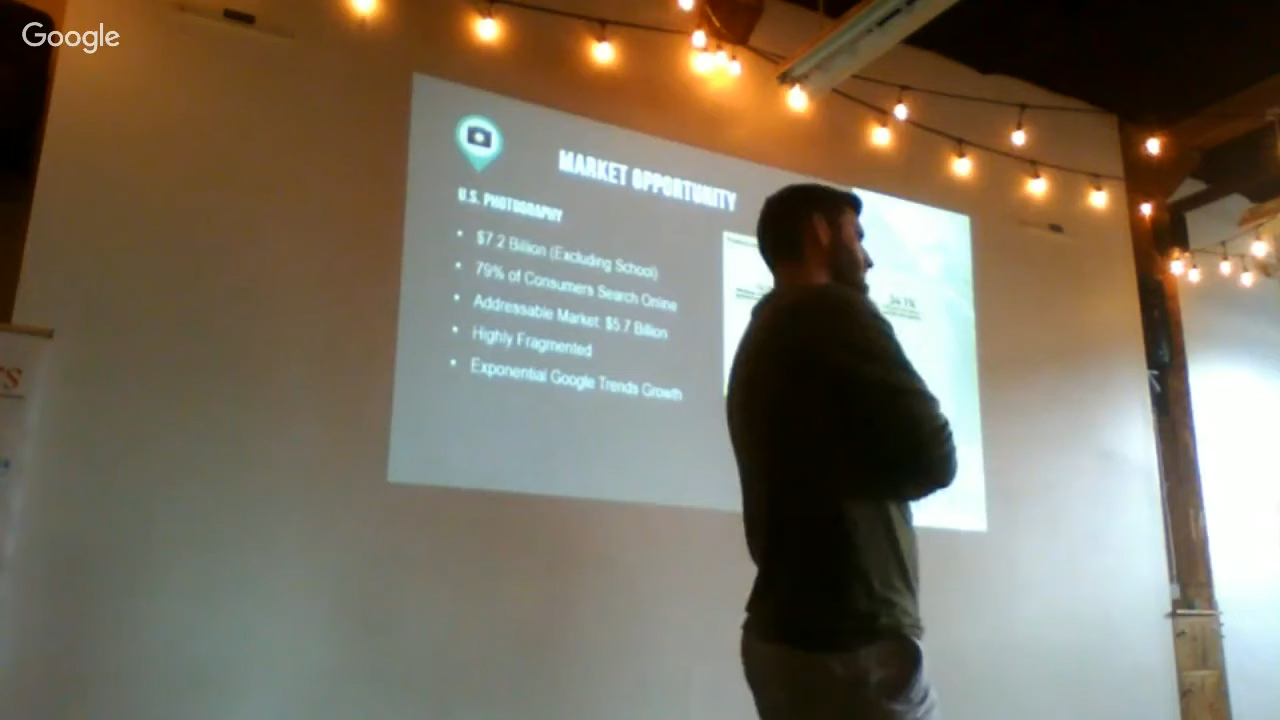 Google
MARKET OPPORTUNITY
U.S. PHOTOGRAPHY
• $7.2 Billion (Excluding School)
• 79% of Consumers Search Online
• Addressable Market: $5.7 Billion
• Highly Fragmented
• Exponential Google Trends Growth